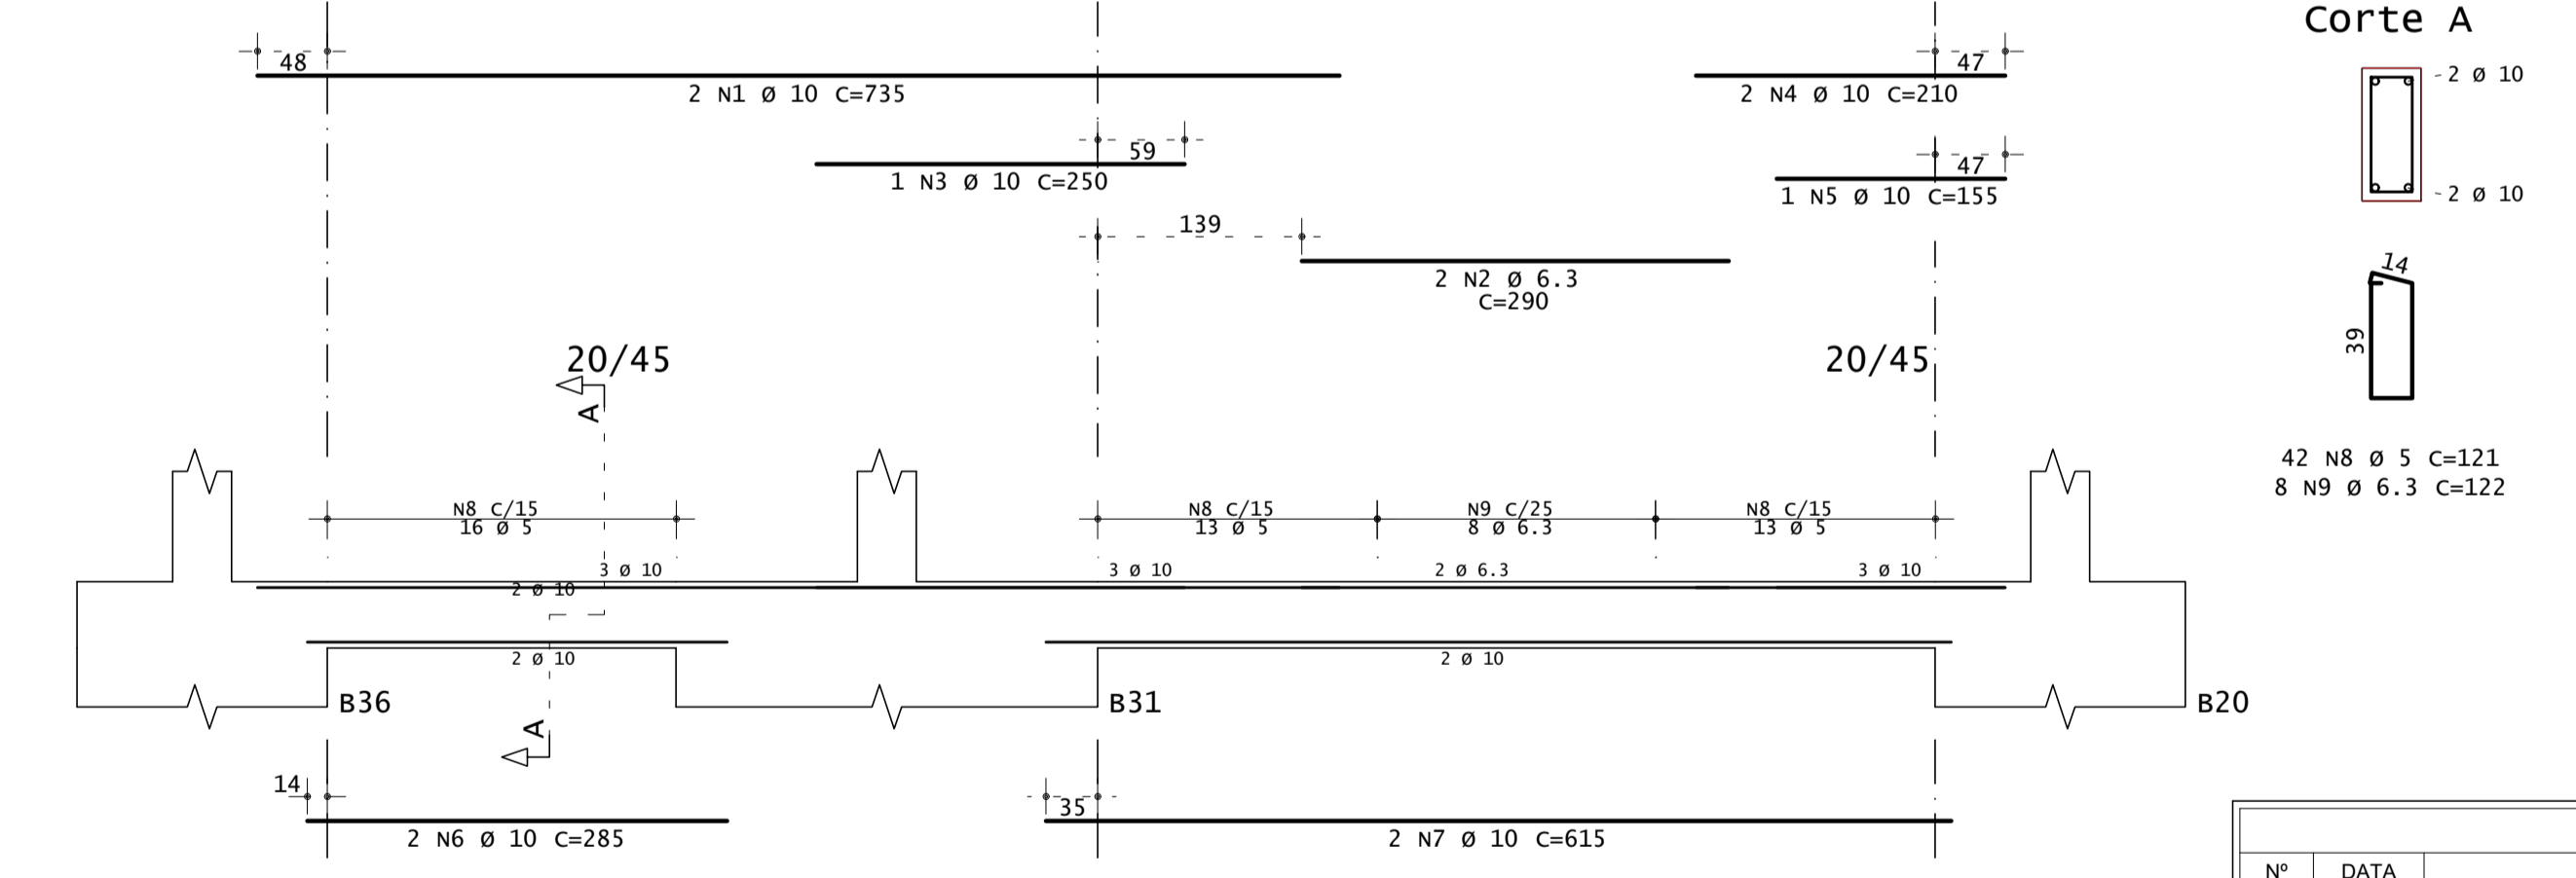 Corte A
48
47
2 Ø 10
2 N1 Ø 10 C=735
2 N4 Ø 10 C=210
59
47
1 N3 Ø 10 C=250
1 N5 Ø 10 C=155
2 Ø 10
139
2 N2 Ø 6.3
C=290
14
39
20/45
20/45
A
42 N8 Ø 5 C=121
8 N9 Ø 6.3 C=122
N8 C/15
16 Ø 5
N8 C/15
13 Ø 5
N9 C/25
8 Ø 6.3
N8 C/15
13 Ø 5
3 Ø 10
3 Ø 10
2 Ø 6.3
3 Ø 10
2 Ø 10
2 Ø 10
2 Ø 10
B36
B31
B20
A
14
35
2 N6 Ø 10 C=285
2 N7 Ø 10 C=615
Nº DATA